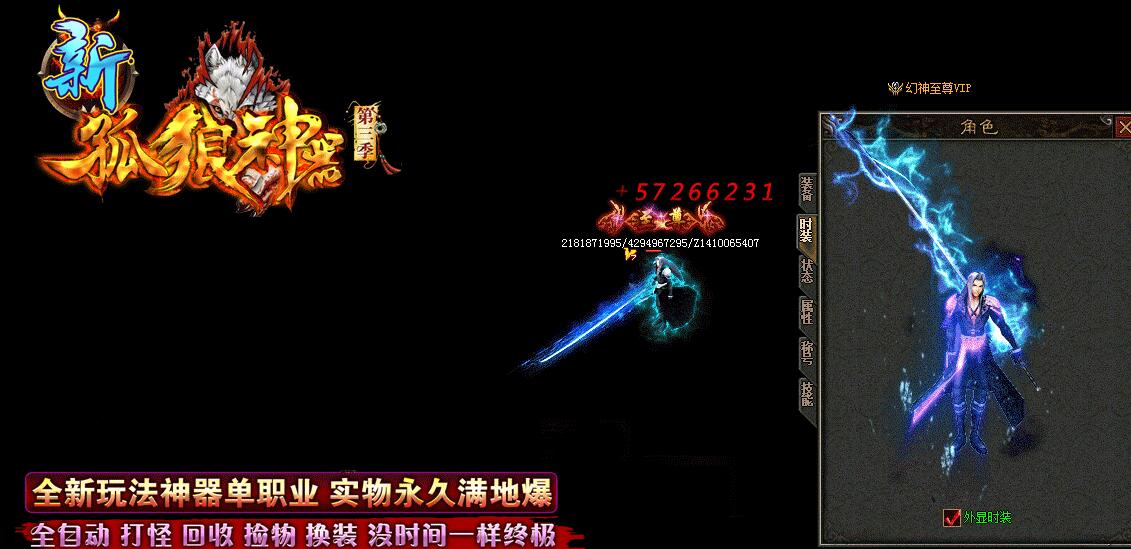 新
孤狼神器
第三季
幻神至尊VIP
角色
装备
时装
状态
属性
称号
技能
+57266231
至尊
2181871995/4294967295/Z1410065407
外显时装
全新玩法神器单职业 实物永久满地爆
全自动 打怪 回收 捡物 换装 没时间一样终极